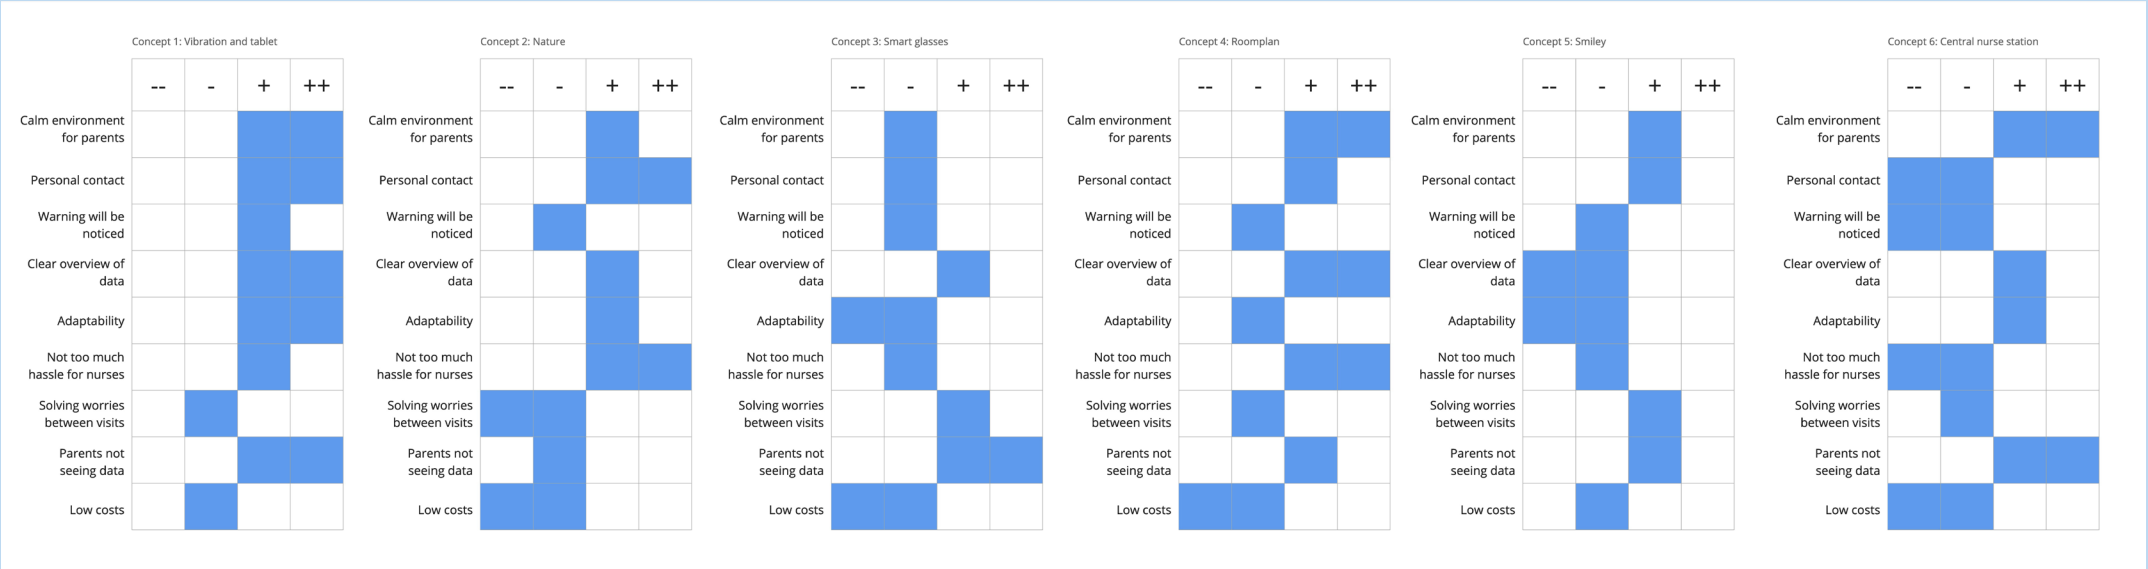 Concept 1: Vibration and tablet
-- - + ++
Calm environment
for parents
Personal contact
Warning will be
noticed
Clear overview of
data
Adaptability
Not too much
hassle for nurses
Solving worries
between visits
Parents not
seeing data
Low costs
Concept 2: Nature
-- - + ++
Calm environment
for parents
Personal contact
Warning will be
noticed
Clear overview of
data
Adaptability
Not too much
hassle for nurses
Solving worries
between visits
Parents not
seeing data
Low costs
Concept 3: Smart glasses
-- - + ++
Calm environment
for parents
Personal contact
Warning will be
noticed
Clear overview of
data
Adaptability
Not too much
hassle for nurses
Solving worries
between visits
Parents not
seeing data
Low costs
Concept 4: Roomplan
-- - + ++
Calm environment
for parents
Personal contact
Warning will be
noticed
Clear overview of
data
Adaptability
Not too much
hassle for nurses
Solving worries
between visits
Parents not
seeing data
Low costs
Concept 5: Smiley
-- - + ++
Calm environment
for parents
Personal contact
Warning will be
noticed
Clear overview of
data
Adaptability
Not too much
hassle for nurses
Solving worries
between visits
Parents not
seeing data
Low costs
Concept 6: Central nurse station
-- - + ++
Calm environment
for parents
Personal contact
Warning will be
noticed
Clear overview of
data
Adaptability
Not too much
hassle for nurses
Solving worries
between visits
Parents not
seeing data
Low costs